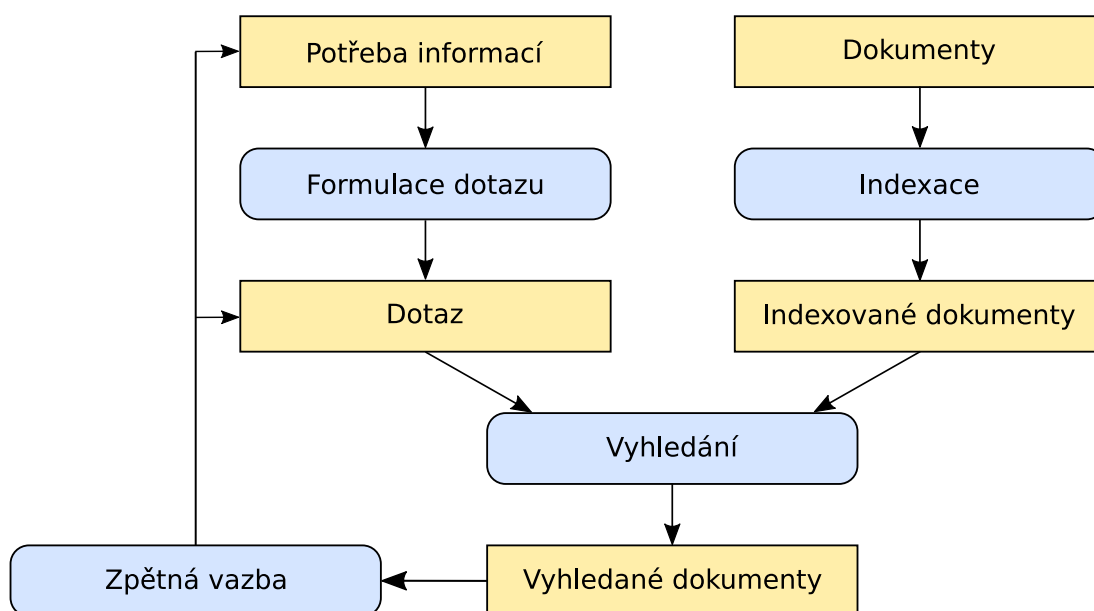 Potřeba informací
Dokumenty
Formulace dotazu
Indexace
Dotaz
Indexované dokumenty
Vyhledání
Zpětná vazba
Vyhledané dokumenty